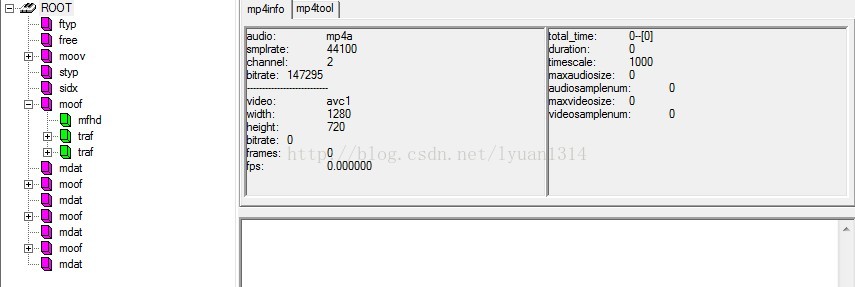 ROOT
ftyp
free
moov
styp
sidx
moof
mfhd
traf
traf
mdat
moof
mdat
moof
mdat
moof
mdat
mp4info mp4tool
audio: mp4a
smplrate: 44100
channel: 2
bitrate: 147295
----------------------------
video: avc1
width: 1280
height: 720
bitrate: 0
frames: 0
fps: 0.000000
total_time: 0--[0]
duration: 0
timescale: 1000
maxaudiosize: 0
audiosamplenum: 0
maxvideosize: 0
videosamplenum: 0
http://blog.csdn.net/lyuan1314